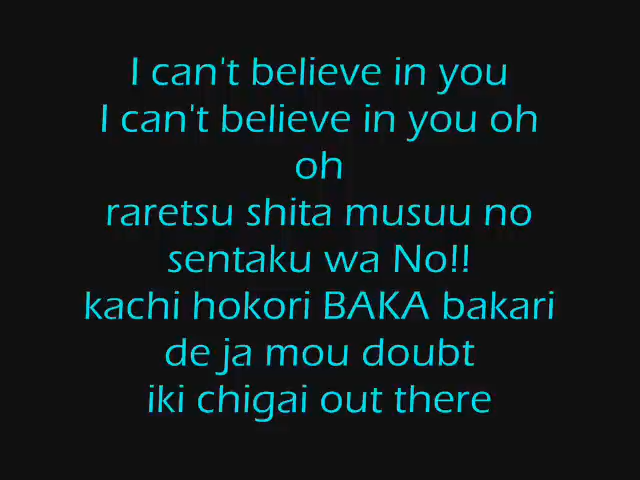 I can't believe in you
I can't believe in you oh
oh
raretsu shita musuu no
sentaku wa No!!
kachi hokori BAKA bakari
de ja mou doubt
iki chigai out there